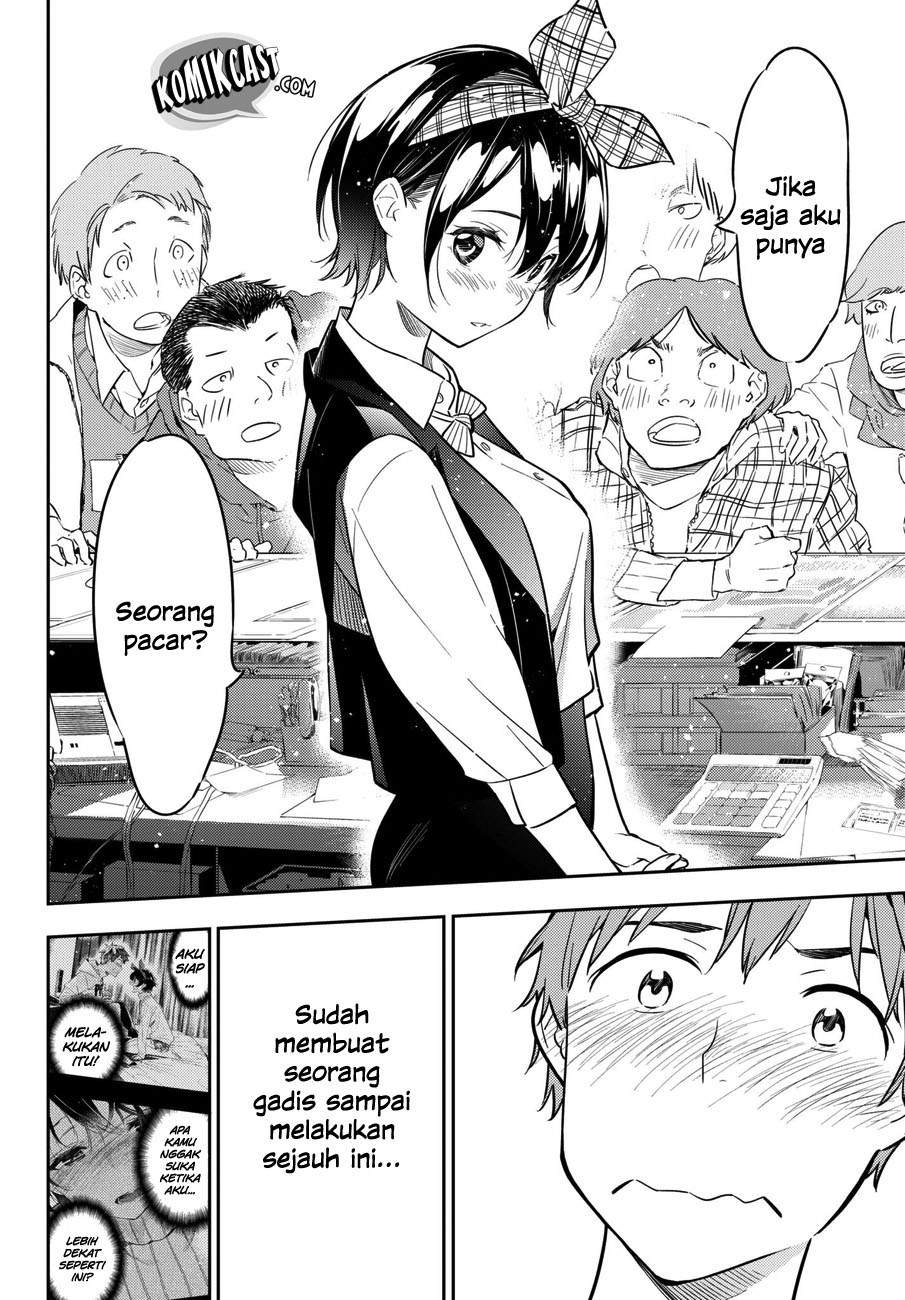 KOMIKCAST
.COM
Jika
saja aku
punya
Seorang
pacar?
Sudah
membuat
seorang
gadis sampai
melakukan
sejauh ini...
AKU
SIAP
...
MELA-
KUKAN
ITU!
APA
KAMU
NGGAK
SUKA
KETIKA
AKU...
LEBIH
DEKAT
SEPERTI
INI?